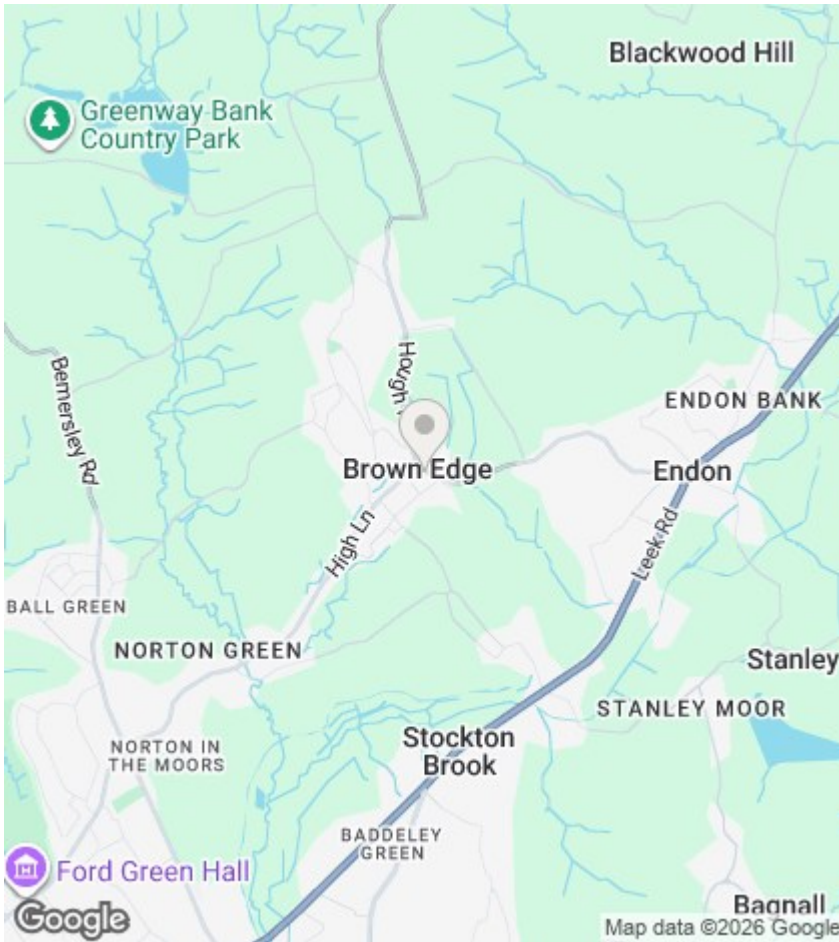 Blackwood Hill
Greenway Bank
Country Park
Hough
Bemersley Rd
ENDON BANK
Brown Edge
Endon
High Ln
Leek Rd
BALL GREEN
NORTON GREEN
Stanley
STANLEY MOOR
NORTON IN
THE MOORS
Stockton
Brook
BADDELEY
GREEN
Ford Green Hall
Bagnall
Google
Map data ©2026 Google